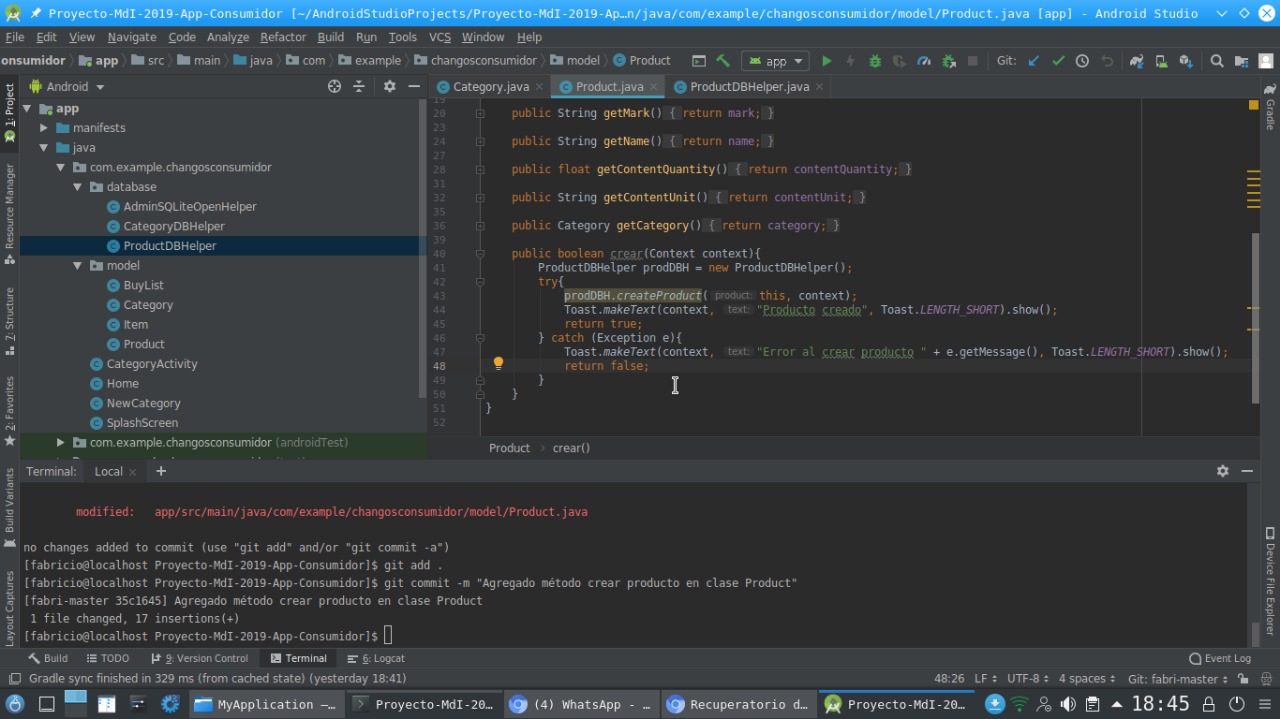 Proyecto-MdI-2019-App-Consumidor [~/AndroidStudioProjects/Proyecto-MdI-2019-Ap...n/java/com/example/changosconsumidor/model/Product.java [app] - Android Studio
File Edit View Navigate Code Analyze Refactor Build Run Tools VCS Window Help
onsumidor app src main java com example changosconsumidor model Product app Git:
1: Project
Resource Manager
7: Structure
2: Favorites
Build Variants
Layout Captures
Android
app
manifests
java
com.example.changosconsumidor
database
AdminSQLiteOpenHelper
CategoryDBHelper
ProductDBHelper
model
BuyList
Category
Item
Product
CategoryActivity
Home
NewCategory
SplashScreen
com.example.changosconsumidor (androidTest)
Category.java Product.java ProductDBHelper.java
19
20 public String getMark() { return mark; }
23
24 public String getName() { return name; }
27
28 public float getContentQuantity() { return contentQuantity; }
31
32 public String getContentUnit() { return contentUnit; }
35
36 public Category getCategory() { return category; }
39
40 public boolean crear(Context context){
41 ProductDBHelper prodDBH = new ProductDBHelper();
42 try{
43 prodDBH.createProduct( product: this, context);
44 Toast.makeText(context, text: "Producto creado", Toast.LENGTH_SHORT).show();
45 return true;
46 } catch (Exception e){
47 Toast.makeText(context, text: "Error al crear producto " + e.getMessage(), Toast.LENGTH_SHORT).show();
48 return false;
49 }
50 }
51 }
52
Product crear()
Gradle
Device File Explorer
Terminal: Local +
modified: app/src/main/java/com/example/changosconsumidor/model/Product.java
no changes added to commit (use "git add" and/or "git commit -a")
[fabricio@localhost Proyecto-MdI-2019-App-Consumidor]$ git add .
[fabricio@localhost Proyecto-MdI-2019-App-Consumidor]$ git commit -m "Agregado método crear producto en clase Product"
[fabri-master 35c1645] Agregado método crear producto en clase Product
1 file changed, 17 insertions(+)
[fabricio@localhost Proyecto-MdI-2019-App-Consumidor]$
Build TODO 9: Version Control Terminal 6: Logcat Event Log
Gradle sync finished in 329 ms (from cached state) (yesterday 18:41) 48:26 LF UTF-8 4 spaces Git: fabri-master
MyApplication –... Proyecto-MdI-20... (4) WhatsApp - ... Recuperatorio d... Proyecto-MdI-20... 18:45